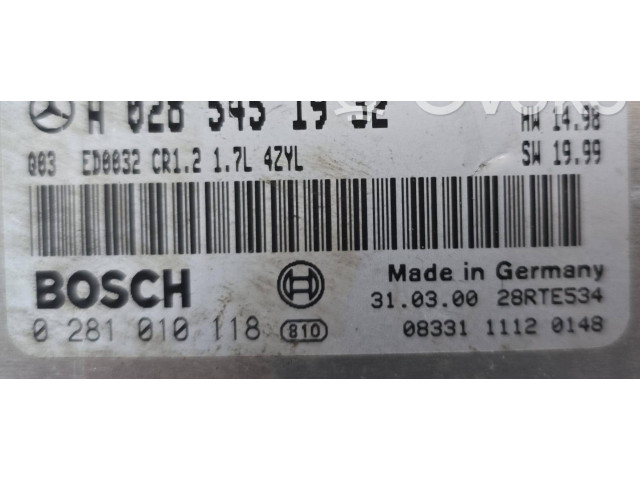 A 028 545 19 32
HW 14.98
003 ED0032 CR1.2 1.7L 4ZYL
SW 19.99
BOSCH
Made in Germany
31.03.00 28RTE534
0 281 010 118 810
08331 1112 0148